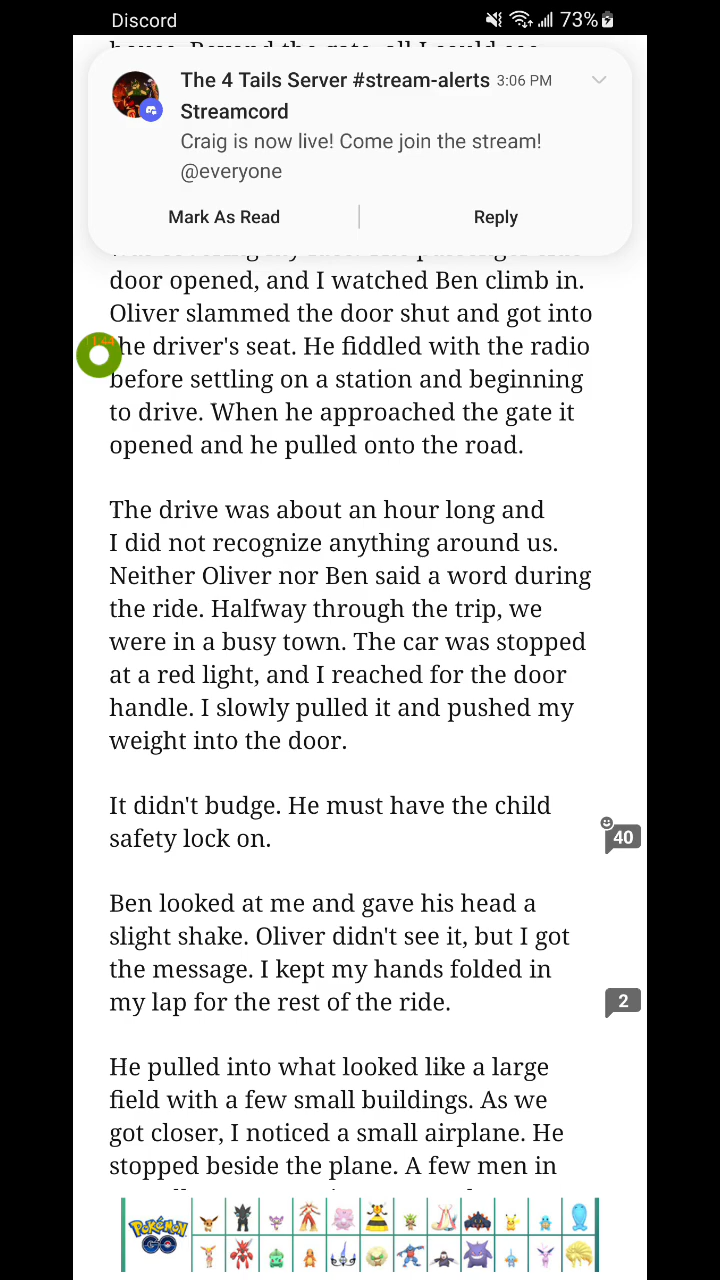 Discord
73%
The 4 Tails Server #stream-alerts 3:06 PM
Streamcord
Craig is now live! Come join the stream!
@everyone
Mark As Read
Reply
door opened, and I watched Ben climb in.
Oliver slammed the door shut and got into
the driver's seat. He fiddled with the radio
before settling on a station and beginning
to drive. When he approached the gate it
opened and he pulled onto the road.
The drive was about an hour long and
I did not recognize anything around us.
Neither Oliver nor Ben said a word during
the ride. Halfway through the trip, we
were in a busy town. The car was stopped
at a red light, and I reached for the door
handle. I slowly pulled it and pushed my
weight into the door.
It didn't budge. He must have the child
safety lock on.
40
Ben looked at me and gave his head a
slight shake. Oliver didn't see it, but I got
the message. I kept my hands folded in
my lap for the rest of the ride.
2
He pulled into what looked like a large
field with a few small buildings. As we
got closer, I noticed a small airplane. He
stopped beside the plane. A few men in
POKÉMON
GO